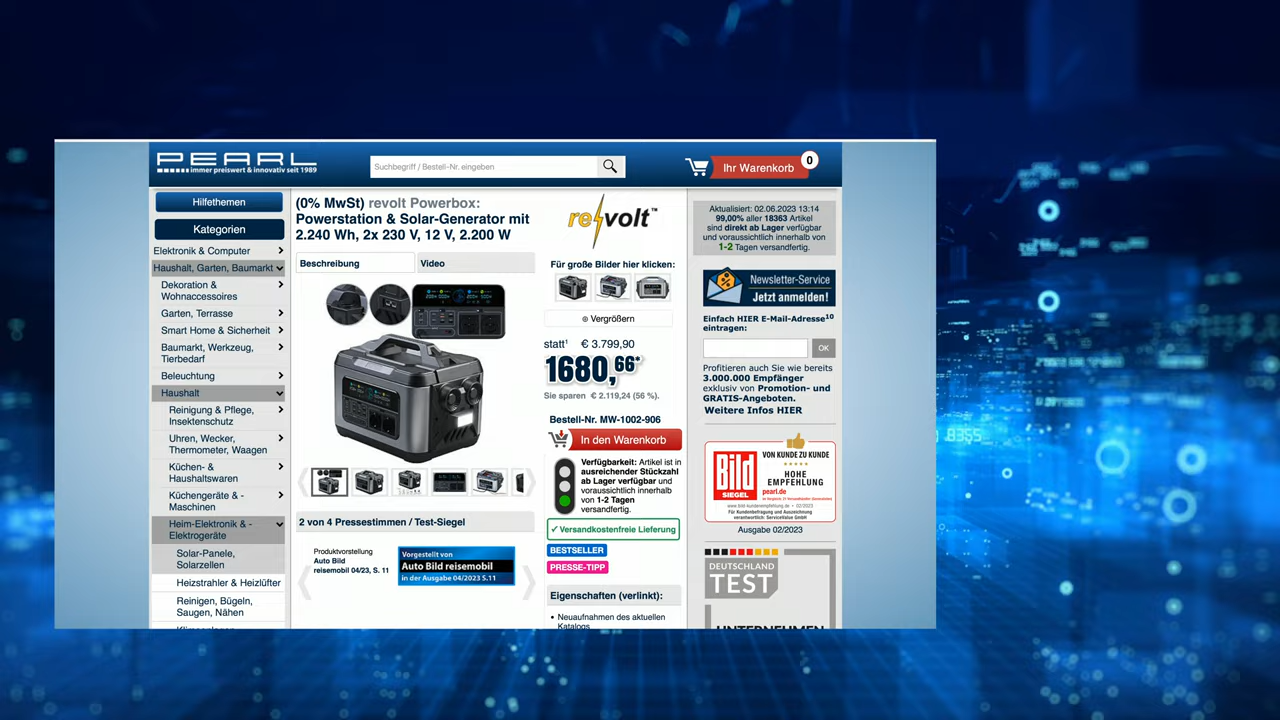 PEARL
immer preiswert & innovativ seit 1989
Suchbegriff / Bestell-Nr. eingeben
Ihr Warenkorb
0
Hilfethemen
Kategorien
Elektronik & Computer
Haushalt, Garten, Baumarkt
Dekoration &
Wohnaccessoires
Garten, Terrasse
Smart Home & Sicherheit
Baumarkt, Werkzeug,
Tierbedarf
Beleuchtung
Haushalt
Reinigung & Pflege,
Insektenschutz
Uhren, Wecker,
Thermometer, Waagen
Küchen- &
Haushaltswaren
Küchengeräte & -
Maschinen
Heim-Elektronik & -
Elektrogeräte
Solar-Panele,
Solarzellen
Heizstrahler & Heizlüfter
Reinigen, Bügeln,
Saugen, Nähen
(0% MwSt) revolt Powerbox:
Powerstation & Solar-Generator mit
2.240 Wh, 2x 230 V, 12 V, 2.200 W
Beschreibung
Video
2 von 4 Pressestimmen / Test-Siegel
Produktvorstellung
Auto Bild
reisemobil 04/23, S. 11
Vorgestellt von
Auto Bild reisemobil
in der Ausgabe 04/2023 S.11
revolt™
Für große Bilder hier klicken:
Vergrößern
statt¹ € 3.799,90
1680,66*
Sie sparen € 2.119,24 (56 %).
Bestell-Nr. MW-1002-906
In den Warenkorb
Verfügbarkeit: Artikel ist in
ausreichender Stückzahl
ab Lager verfügbar und
voraussichtlich innerhalb
von 1-2 Tagen
versandfertig.
✓ Versandkostenfreie Lieferung
BESTSELLER
PRESSE-TIPP
Eigenschaften (verlinkt):
• Neuaufnahmen des aktuellen
Katalogs
Aktualisiert: 02.06.2023 13:14
99,00% aller 18363 Artikel
sind direkt ab Lager verfügbar
und voraussichtlich innerhalb von
1-2 Tagen versandfertig.
%
Newsletter-Service
Jetzt anmelden!
Einfach HIER E-Mail-Adresse¹⁰
eintragen:
OK
Profitieren auch Sie wie bereits
3.000.000 Empfänger
exklusiv von Promotion- und
GRATIS-Angeboten.
Weitere Infos HIER
VON KUNDE ZU KUNDE
Bild
SIEGEL
HOHE
EMPFEHLUNG
pearl.de
Ausgabe 02/2023
DEUTSCHLAND
TEST
UNTERNEHMEN
8355